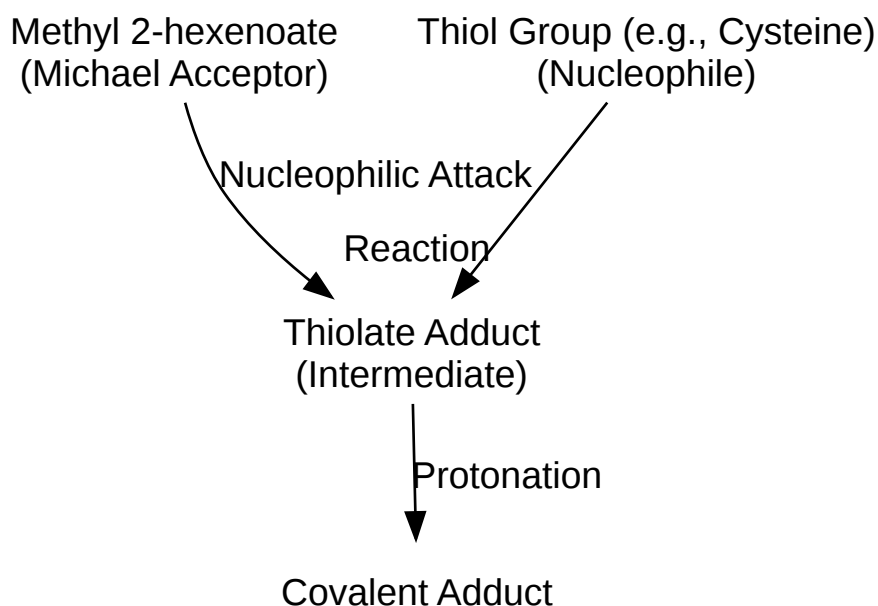 Methyl 2-hexenoate
(Michael Acceptor)
Thiol Group (e.g., Cysteine)
(Nucleophile)
Nucleophilic Attack
Reaction
Thiolate Adduct
(Intermediate)
Protonation
Covalent Adduct